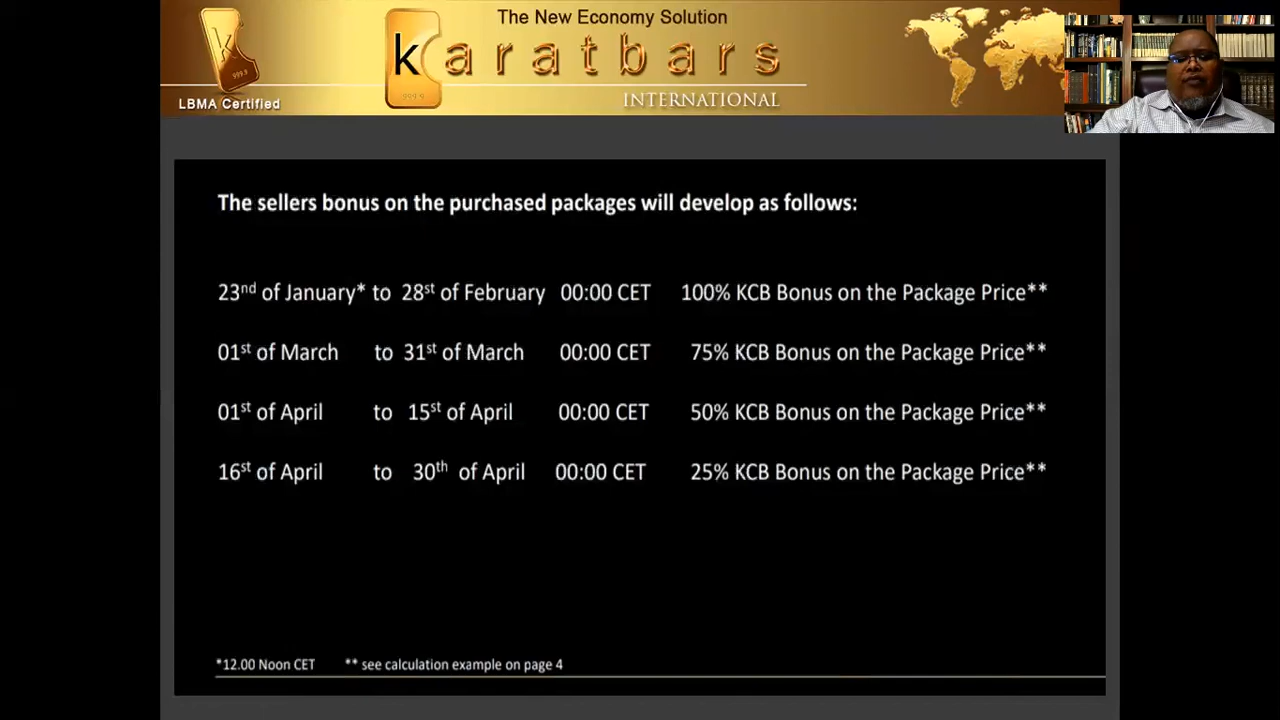 The New Economy Solution
karatbars
INTERNATIONAL
k
999.9
LBMA Certified
999.9
The sellers bonus on the purchased packages will develop as follows:
23nd of January* to 28st of February 00:00 CET 100% KCB Bonus on the Package Price**
01st of March to 31st of March 00:00 CET 75% KCB Bonus on the Package Price**
01st of April to 15st of April 00:00 CET 50% KCB Bonus on the Package Price**
16st of April to 30th of April 00:00 CET 25% KCB Bonus on the Package Price**
*12.00 Noon CET ** see calculation example on page 4